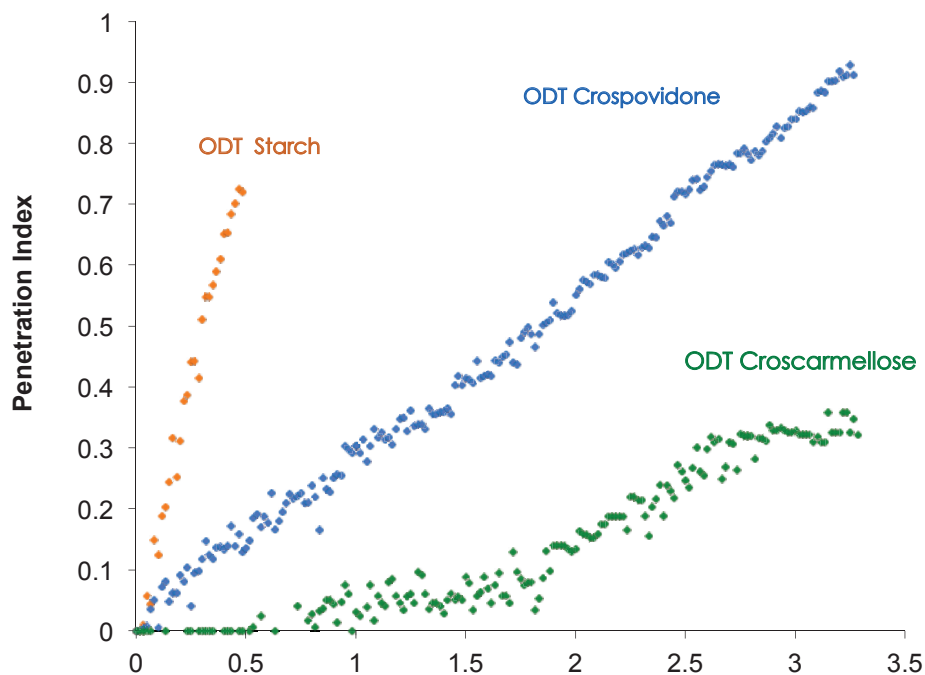 1
0.9
ODT Crospovidone
0.8
ODT Starch
0.7
0.6
Penetration Index
0.5
0.4
ODT Croscarmellose
0.3
0.2
0.1
0
0 0.5 1 1.5 2 2.5 3 3.5